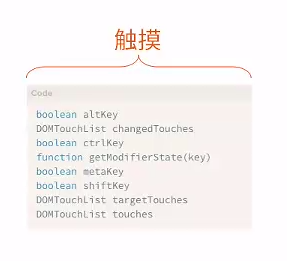 触摸
Code
boolean altKey
DOMTouchList changedTouches
boolean ctrlKey
function getModifierState(key)
boolean metaKey
boolean shiftKey
DOMTouchList targetTouches
DOMTouchList touches